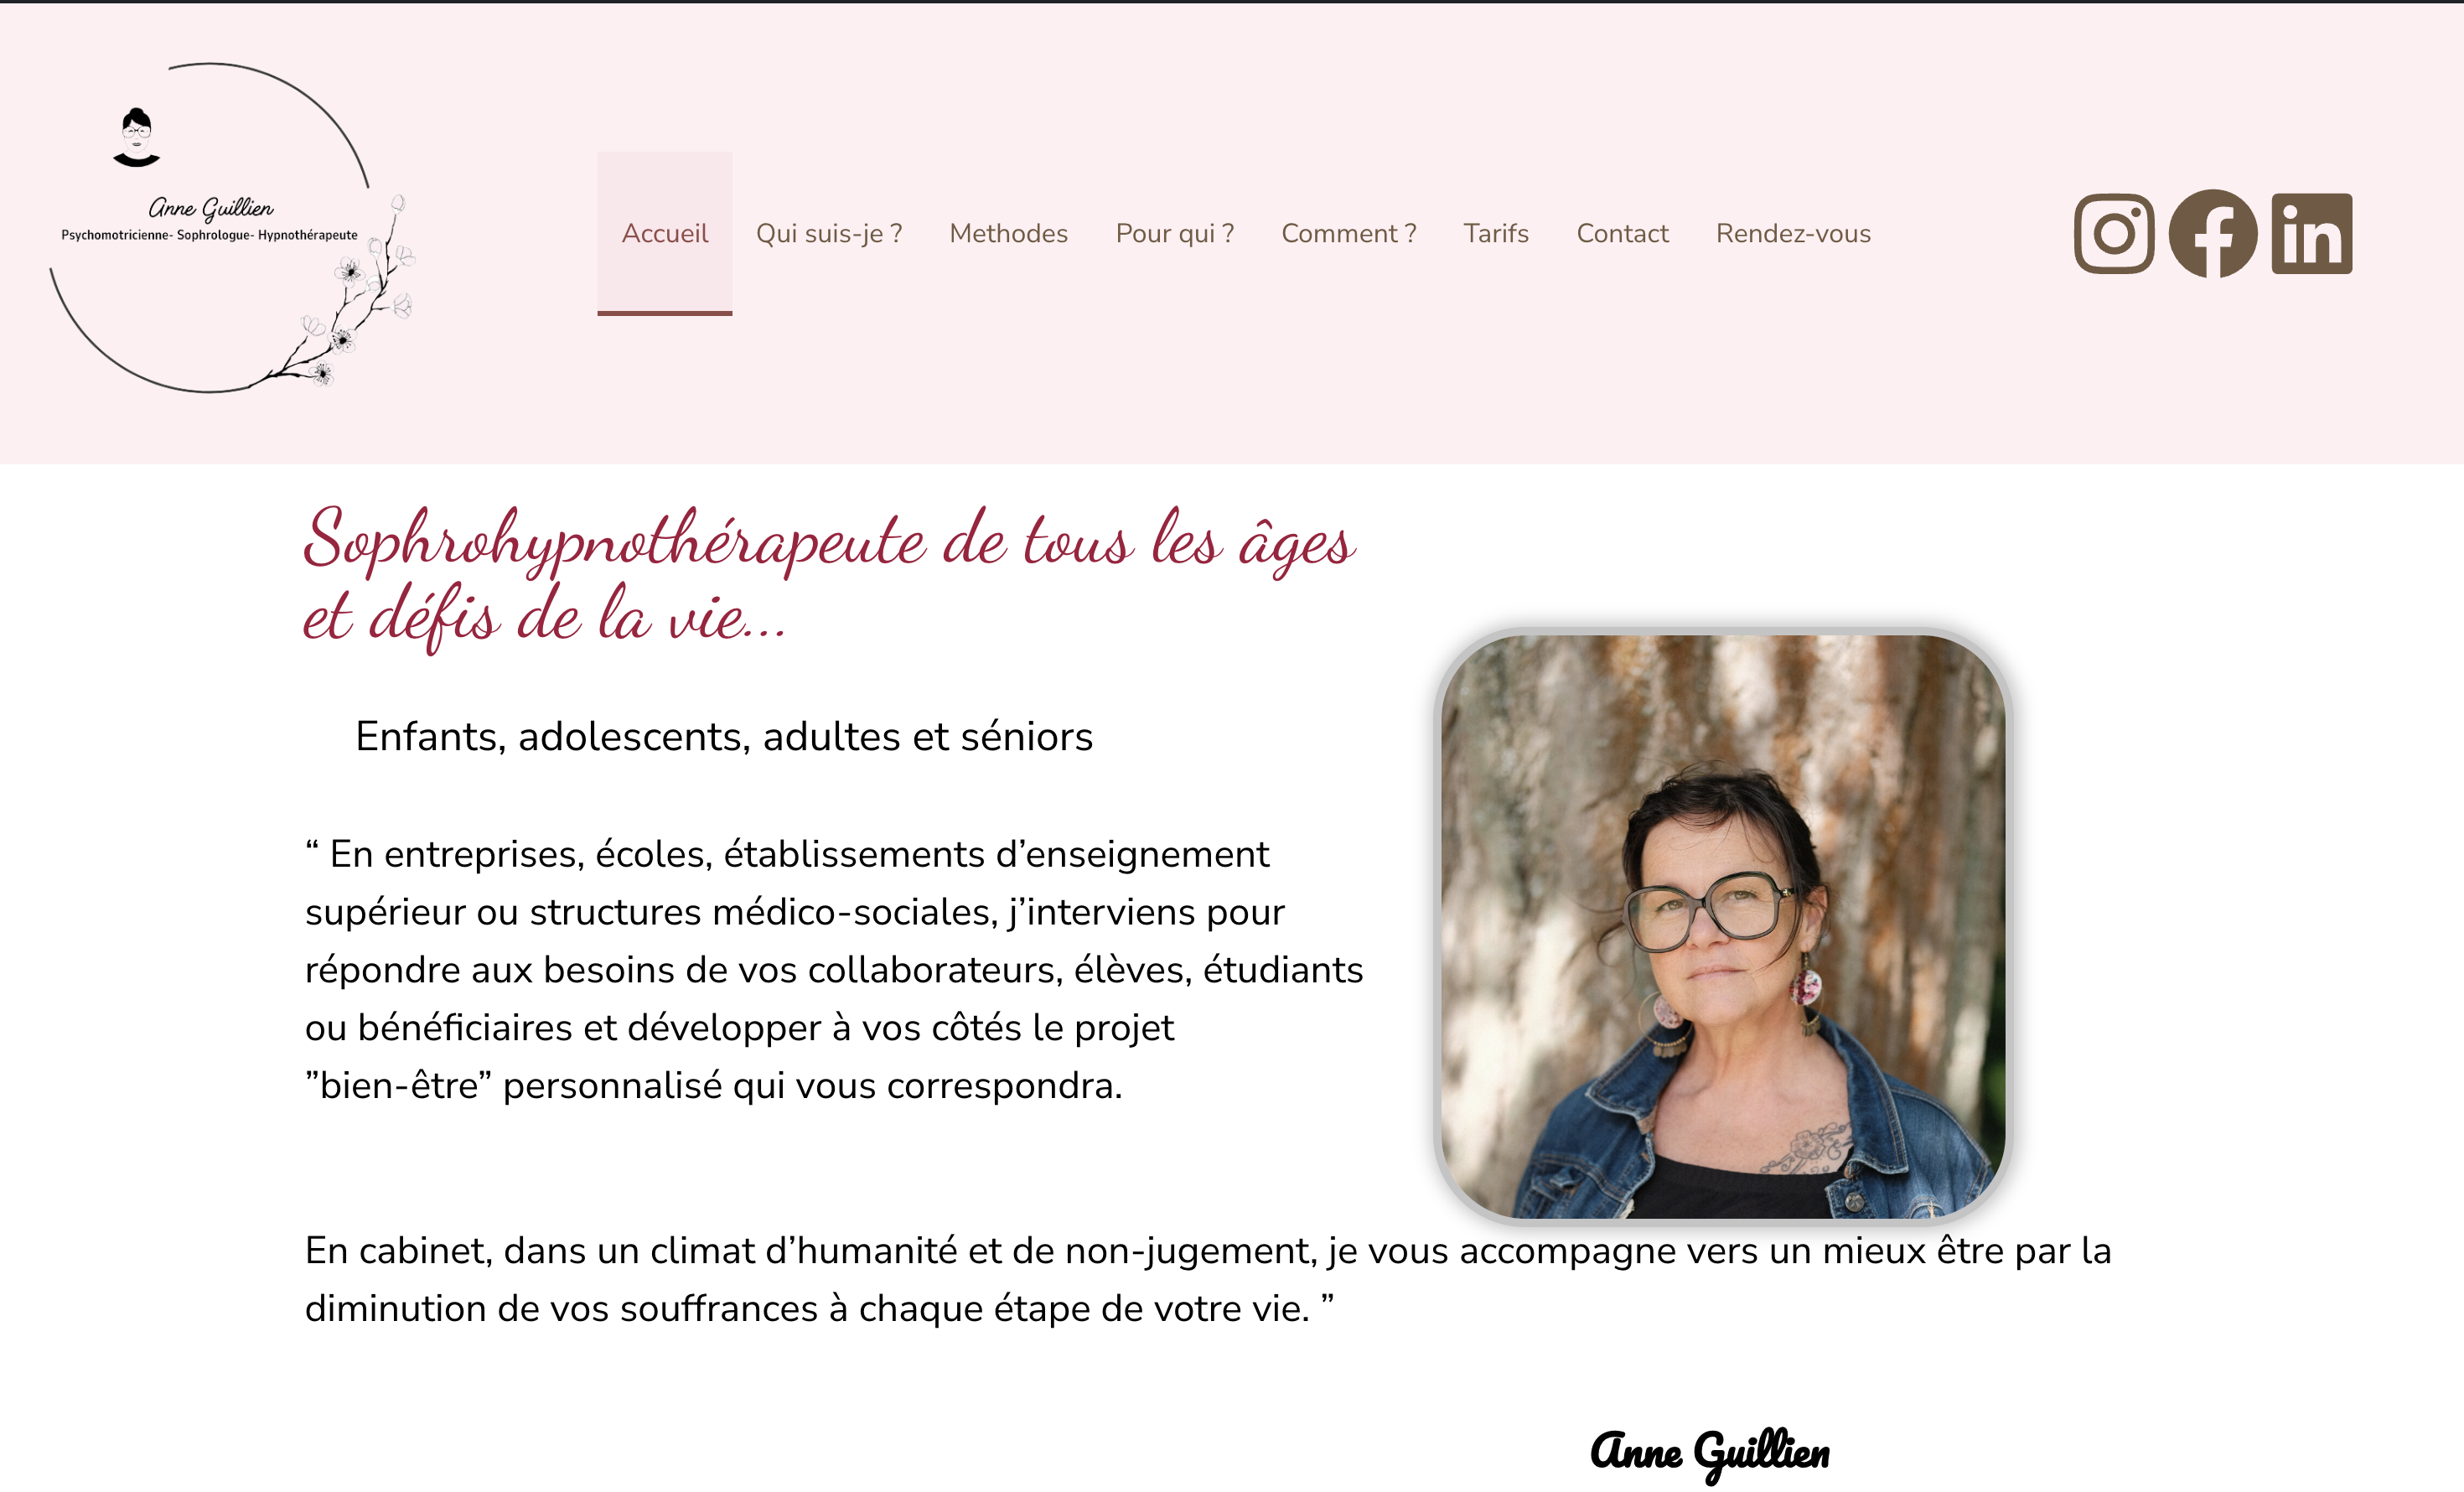 Anne Guillien
Psychomotricienne- Sophrologue- Hypnothérapeute
Accueil
Qui suis-je ?
Methodes
Pour qui ?
Comment ?
Tarifs
Contact
Rendez-vous
Sophrohypnothérapeute de tous les âges
et défis de la vie...
Enfants, adolescents, adultes et séniors
“ En entreprises, écoles, établissements d’enseignement
supérieur ou structures médico-sociales, j’interviens pour
répondre aux besoins de vos collaborateurs, élèves, étudiants
ou bénéficiaires et développer à vos côtés le projet
”bien-être” personnalisé qui vous correspondra.
En cabinet, dans un climat d’humanité et de non-jugement, je vous accompagne vers un mieux être par la
diminution de vos souffrances à chaque étape de votre vie. ”
Anne Guillien